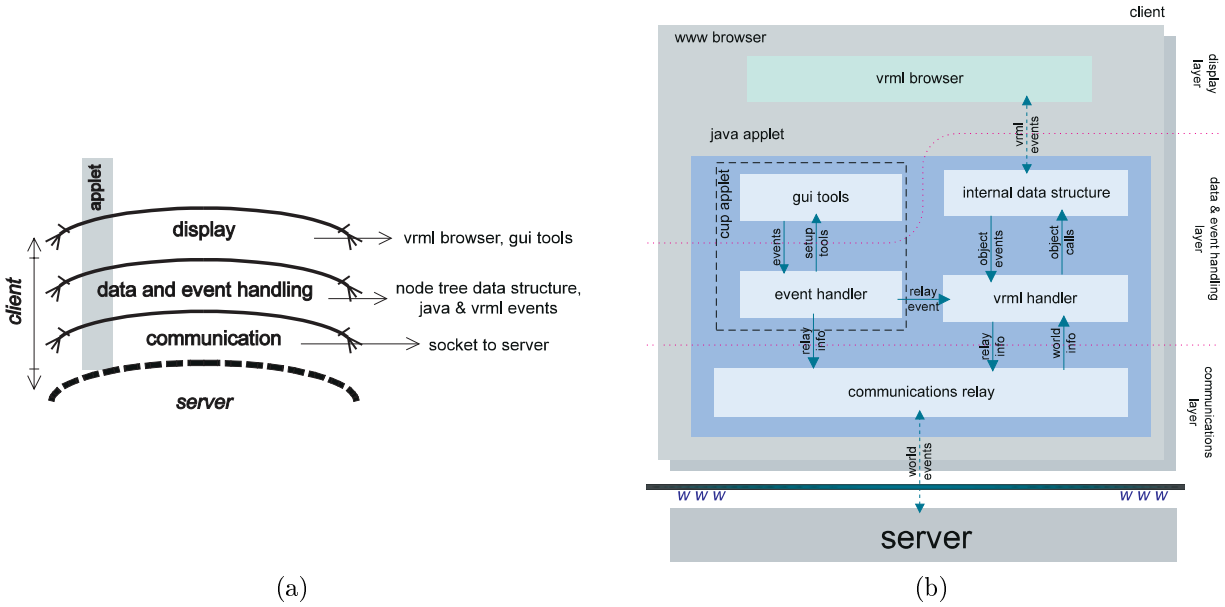 applet
display
vrml browser, gui tools
client
data and event handling
node tree data structure,
java & vrml events
communication
socket to server
server
(a)
client
www browser
vrml browser
display
layer
java applet
vrml
events
cup applet
gui tools
internal data structure
events
setup
tools
object
events
object
calls
data & event handling
layer
event handler
relay
event
vrml handler
relay
info
relay
info
world
info
communications relay
communications
layer
world
events
w w w
w w w
server
(b)